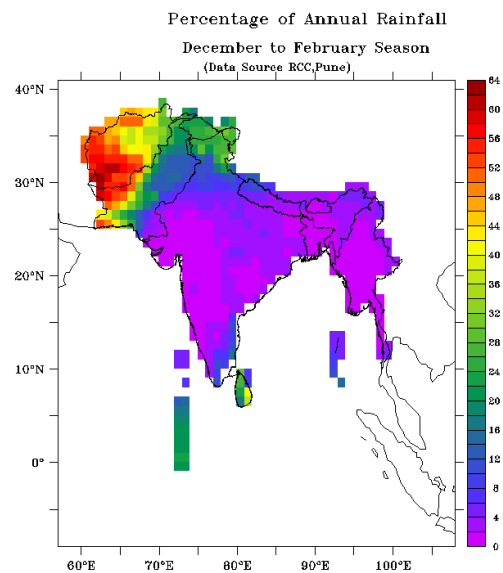 Percentage of Annual Rainfall
December to February Season
(Data Source RCC,Pune)
40°N
30°N
20°N
10°N
0°
60°E 70°E 80°E 90°E 100°E
64
60
56
52
48
44
40
36
32
28
24
20
16
12
8
4
0